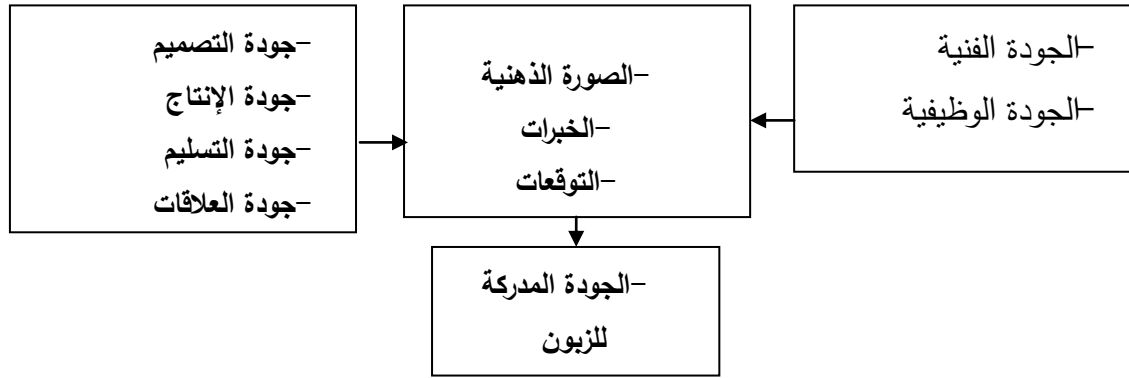 -الجودة الفنية
-الجودة الوظيفية
-الصورة الذهنية
-الخبرات
-التوقعات
-جودة التصميم
-جودة الإنتاج
-جودة التسليم
-جودة العلاقات
-الجودة المدركة
للزبون